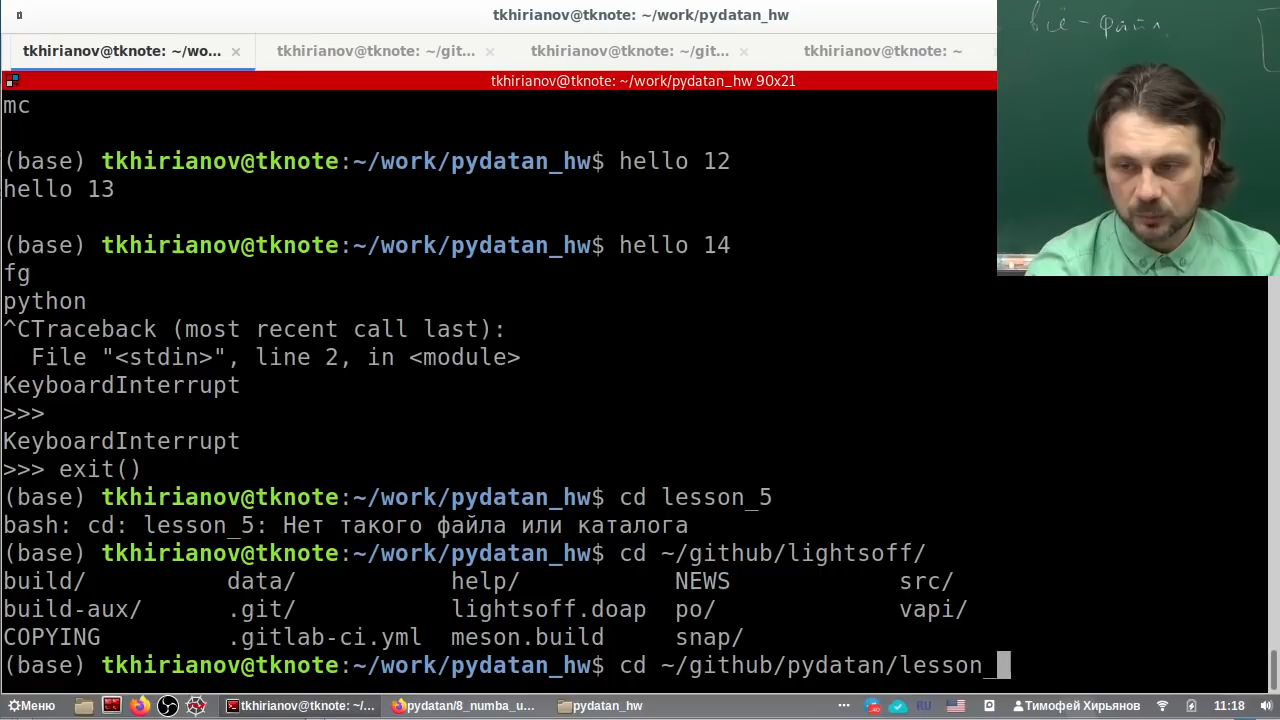 tkhirianov@tknote: ~/work/pydatan_hw
всё - файл.
tkhirianov@tknote: ~/wo... × tkhirianov@tknote: ~/git... × tkhirianov@tknote: ~/git... × tkhirianov@tknote: ~
tkhirianov@tknote: ~/work/pydatan_hw 90x21
mc
(base) tkhirianov@tknote:~/work/pydatan_hw$ hello 12
hello 13
(base) tkhirianov@tknote:~/work/pydatan_hw$ hello 14
fg
python
^CTraceback (most recent call last):
  File "<stdin>", line 2, in <module>
KeyboardInterrupt
>>>
KeyboardInterrupt
>>> exit()
(base) tkhirianov@tknote:~/work/pydatan_hw$ cd lesson_5
bash: cd: lesson_5: Нет такого файла или каталога
(base) tkhirianov@tknote:~/work/pydatan_hw$ cd ~/github/lightsoff/
build/ data/ help/ NEWS src/
build-aux/ .git/ lightsoff.doap po/ vapi/
COPYING .gitlab-ci.yml meson.build snap/
(base) tkhirianov@tknote:~/work/pydatan_hw$ cd ~/github/pydatan/lesson_
Меню tkhirianov@tknote: ~/... pydatan/8_numba_u... pydatan_hw ... RU Тимофей Хирьянов 11:18